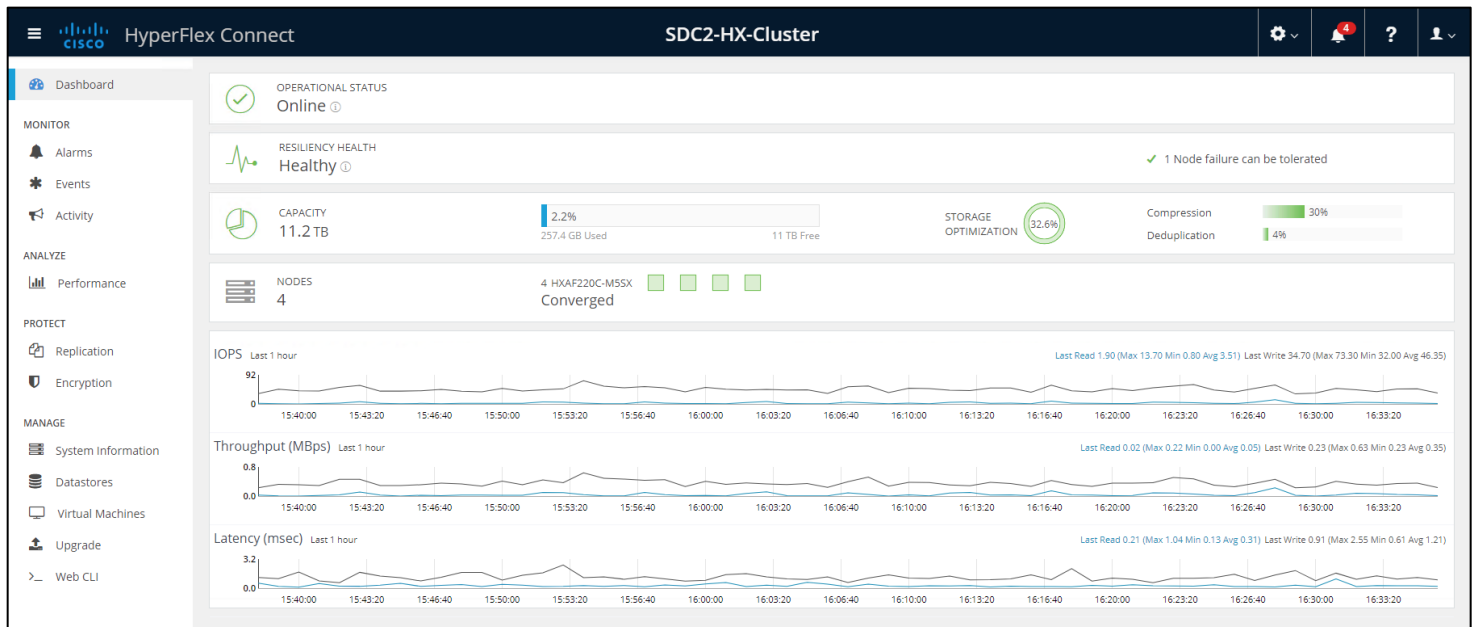 CISCO HyperFlex Connect SDC2-HX-Cluster 4 ?
Dashboard
MONITOR
Alarms
Events
Activity
ANALYZE
Performance
PROTECT
Replication
Encryption
MANAGE
System Information
Datastores
Virtual Machines
Upgrade
>_ Web CLI
OPERATIONAL STATUS
Online
RESILIENCY HEALTH
Healthy
1 Node failure can be tolerated
CAPACITY
11.2 TB
2.2%
257.4 GB Used 11 TB Free
STORAGE
OPTIMIZATION
32.6%
Compression 30%
Deduplication 4%
NODES
4
4 HXAF220C-M5SX
Converged
IOPS Last 1 hour Last Read 1.90 (Max 13.70 Min 0.80 Avg 3.51) Last Write 34.70 (Max 73.30 Min 32.00 Avg 46.35)
92
0
15:40:00 15:43:20 15:46:40 15:50:00 15:53:20 15:56:40 16:00:00 16:03:20 16:06:40 16:10:00 16:13:20 16:16:40 16:20:00 16:23:20 16:26:40 16:30:00 16:33:20
Throughput (MBps) Last 1 hour Last Read 0.02 (Max 0.22 Min 0.00 Avg 0.05) Last Write 0.23 (Max 0.63 Min 0.23 Avg 0.35)
0.8
0.0
15:40:00 15:43:20 15:46:40 15:50:00 15:53:20 15:56:40 16:00:00 16:03:20 16:06:40 16:10:00 16:13:20 16:16:40 16:20:00 16:23:20 16:26:40 16:30:00 16:33:20
Latency (msec) Last 1 hour Last Read 0.21 (Max 1.04 Min 0.13 Avg 0.31) Last Write 0.91 (Max 2.55 Min 0.61 Avg 1.21)
3.2
0.0
15:40:00 15:43:20 15:46:40 15:50:00 15:53:20 15:56:40 16:00:00 16:03:20 16:06:40 16:10:00 16:13:20 16:16:40 16:20:00 16:23:20 16:26:40 16:30:00 16:33:20